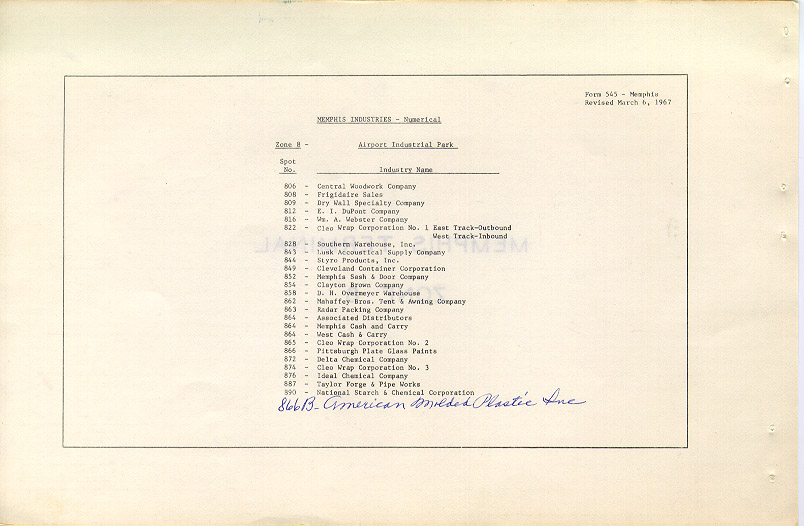 Form 545 - Memphis
Revised March 6, 1967
MEMPHIS INDUSTRIES - Numerical
Zone 8 - Airport Industrial Park
Spot
No. Industry Name
806 - Central Woodwork Company
808 - Frigidaire Sales
809 - Dry Wall Specialty Company
812 - E. I. DuPont Company
816 - Wm. A. Webster Company
822 - Cleo Wrap Corporation No. 1 East Track-Outbound
West Track-Inbound
828 - Southern Warehouse, Inc.
843 - Lusk Accoustical Supply Company
844 - Styro Products, Inc.
849 - Cleveland Container Corporation
852 - Memphis Sash & Door Company
854 - Clayton Brown Company
858 - D. H. Overmeyer Warehouse
862 - Mahaffey Bros. Tent & Awning Company
863 - Radar Packing Company
864 - Associated Distributors
864 - Memphis Cash and Carry
864 - West Cash & Carry
865 - Cleo Wrap Corporation No. 2
866 - Pittsburgh Plate Glass Paints
872 - Delta Chemical Company
874 - Cleo Wrap Corporation No. 3
876 - Ideal Chemical Company
887 - Taylor Forge & Pipe Works
890 - National Starch & Chemical Corporation
866B - American Molded Plastic Inc